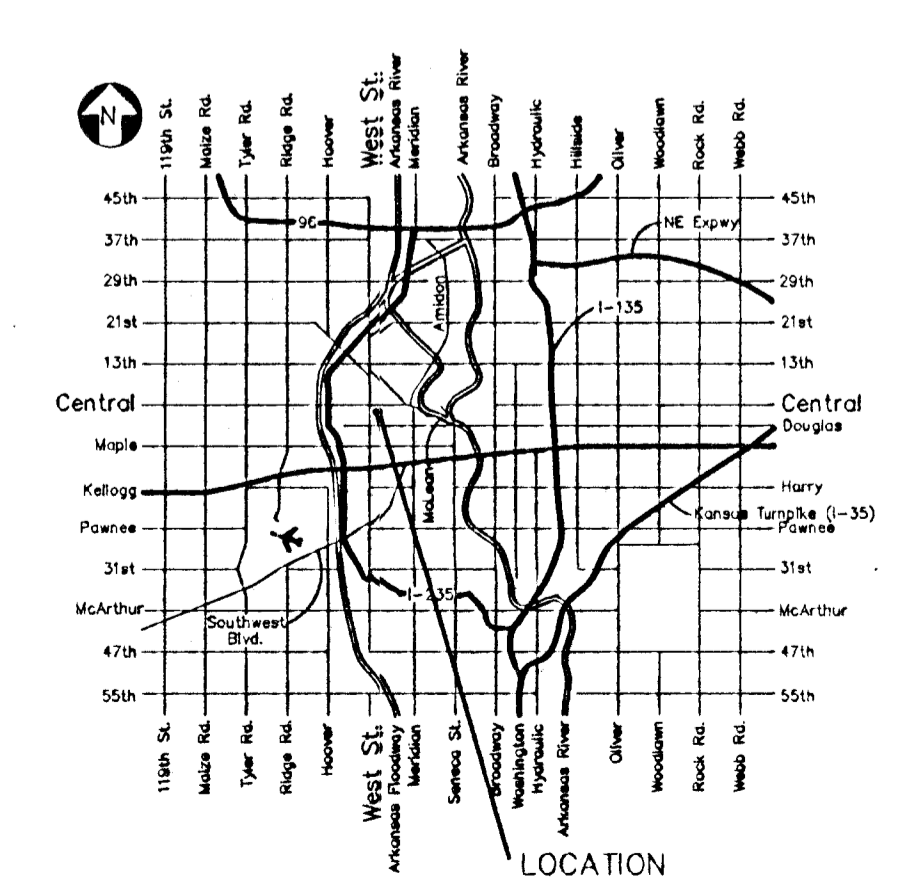 N
119th St.
Maize Rd.
Tyler Rd.
Ridge Rd.
Hoover
West St.
Arkansas River
Meridian
Arkansas River
Broadway
Hydraulic
Hillside
Oliver
Woodlawn
Rock Rd.
Webb Rd.
45th
45th
96
NE Expwy
37th
37th
29th
29th
Amidon
I-135
21st
21st
13th
13th
Central
Central
Douglas
Maple
McLean
Kellogg
Harry
Kansas Turnpike (I-35)
Pawnee
Pawnee
31st
31st
I-235
McArthur
McArthur
Southwest
Blvd.
47th
47th
55th
55th
119th St.
Maize Rd.
Tyler Rd.
Ridge Rd.
Hoover
West St.
Arkansas Floodway
Meridian
Seneca St.
Broadway
Washington
Hydraulic
Arkansas River
Oliver
Woodlawn
Rock Rd.
Webb Rd.
LOCATION